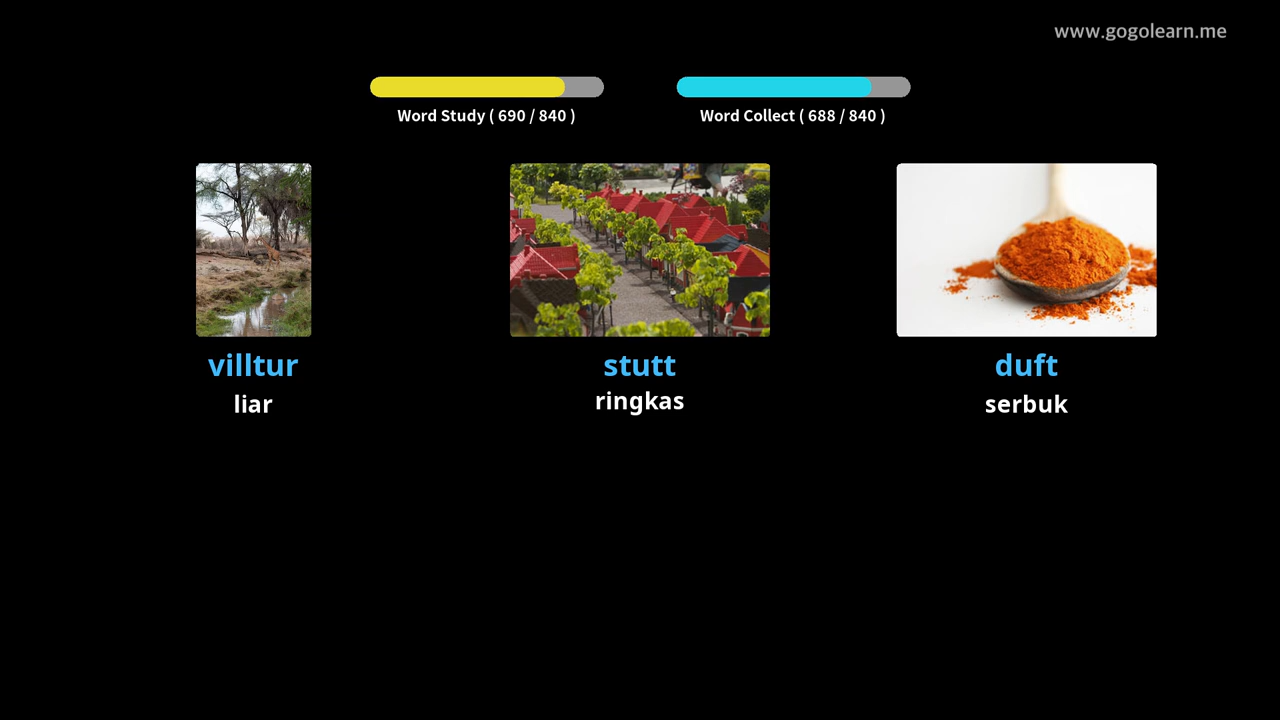 www.gogolearn.me
Word Study ( 690 / 840 )
Word Collect ( 688 / 840 )
villtur
liar
stutt
ringkas
duft
serbuk